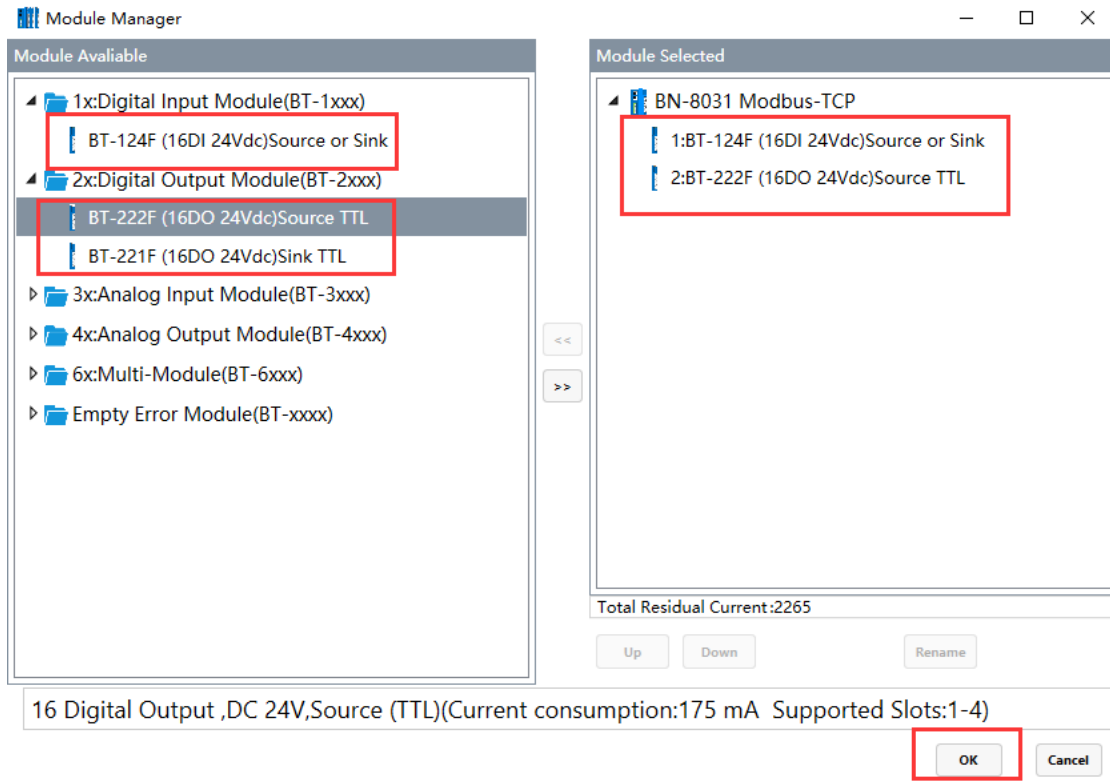 Module Manager
Module Avaliable
1x:Digital Input Module(BT-1xxx)
BT-124F (16DI 24Vdc)Source or Sink
2x:Digital Output Module(BT-2xxx)
BT-222F (16DO 24Vdc)Source TTL
BT-221F (16DO 24Vdc)Sink TTL
3x:Analog Input Module(BT-3xxx)
4x:Analog Output Module(BT-4xxx)
6x:Multi-Module(BT-6xxx)
Empty Error Module(BT-xxxx)
<<
>>
Module Selected
BN-8031 Modbus-TCP
1:BT-124F (16DI 24Vdc)Source or Sink
2:BT-222F (16DO 24Vdc)Source TTL
Total Residual Current:2265
Up Down Rename
16 Digital Output ,DC 24V,Source (TTL)(Current consumption:175 mA  Supported Slots:1-4)
OK Cancel